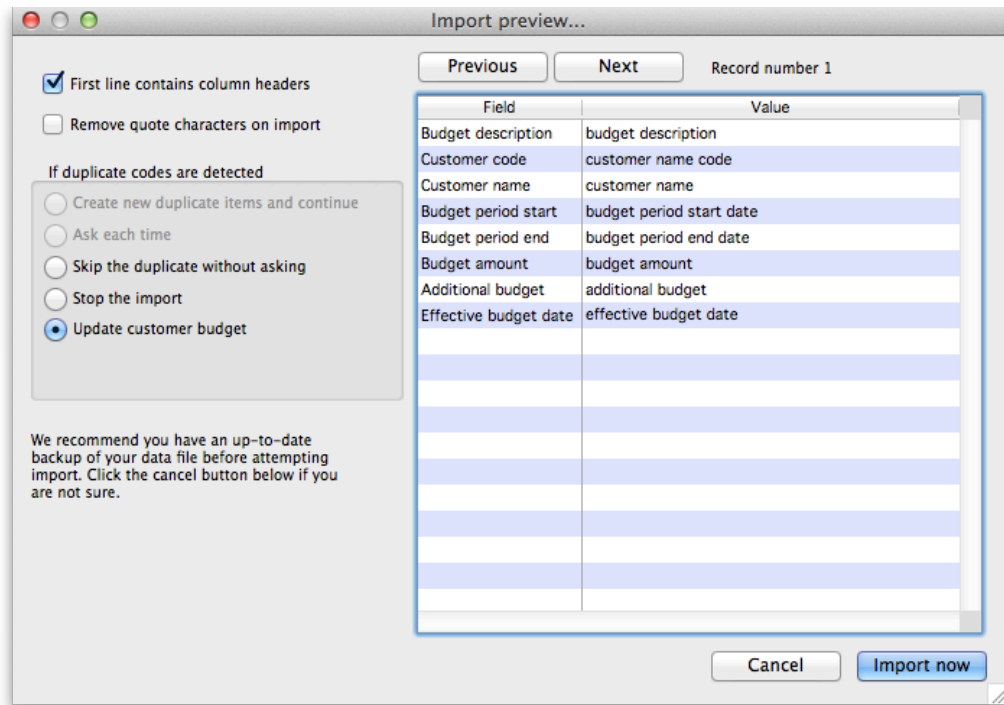 Import preview...
First line contains column headers
Remove quote characters on import
If duplicate codes are detected
Create new duplicate items and continue
Ask each time
Skip the duplicate without asking
Stop the import
Update customer budget
We recommend you have an up-to-date
backup of your data file before attempting
import. Click the cancel button below if you
are not sure.
Previous Next Record number 1
Field Value
Budget description budget description
Customer code customer name code
Customer name customer name
Budget period start budget period start date
Budget period end budget period end date
Budget amount budget amount
Additional budget additional budget
Effective budget date effective budget date
Cancel Import now